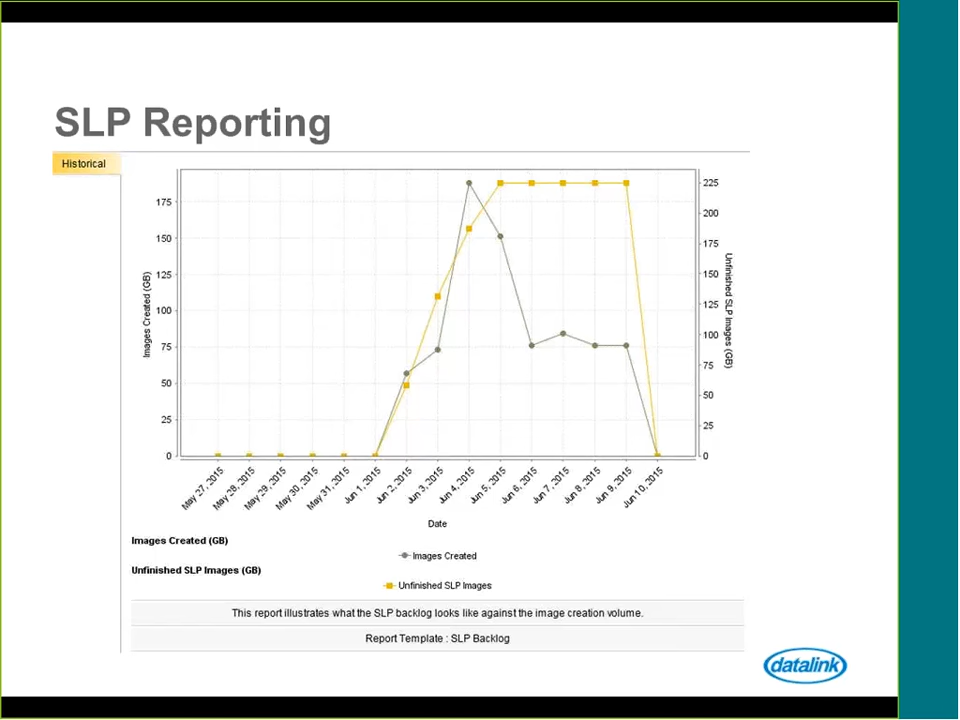 SLP Reporting
Historical
175
150
125
100
75
50
25
0
Images Created (GB)
225
200
175
150
125
100
75
50
25
0
Unfinished SLP Images (GB)
May 27, 2015
May 28, 2015
May 29, 2015
May 30, 2015
May 31, 2015
Jun 1, 2015
Jun 2, 2015
Jun 3, 2015
Jun 4, 2015
Jun 5, 2015
Jun 6, 2015
Jun 7, 2015
Jun 8, 2015
Jun 9, 2015
Jun 10, 2015
Date
Images Created (GB)
Images Created
Unfinished SLP Images (GB)
Unfinished SLP Images
This report illustrates what the SLP backlog looks like against the image creation volume.
Report Template : SLP Backlog
datalink